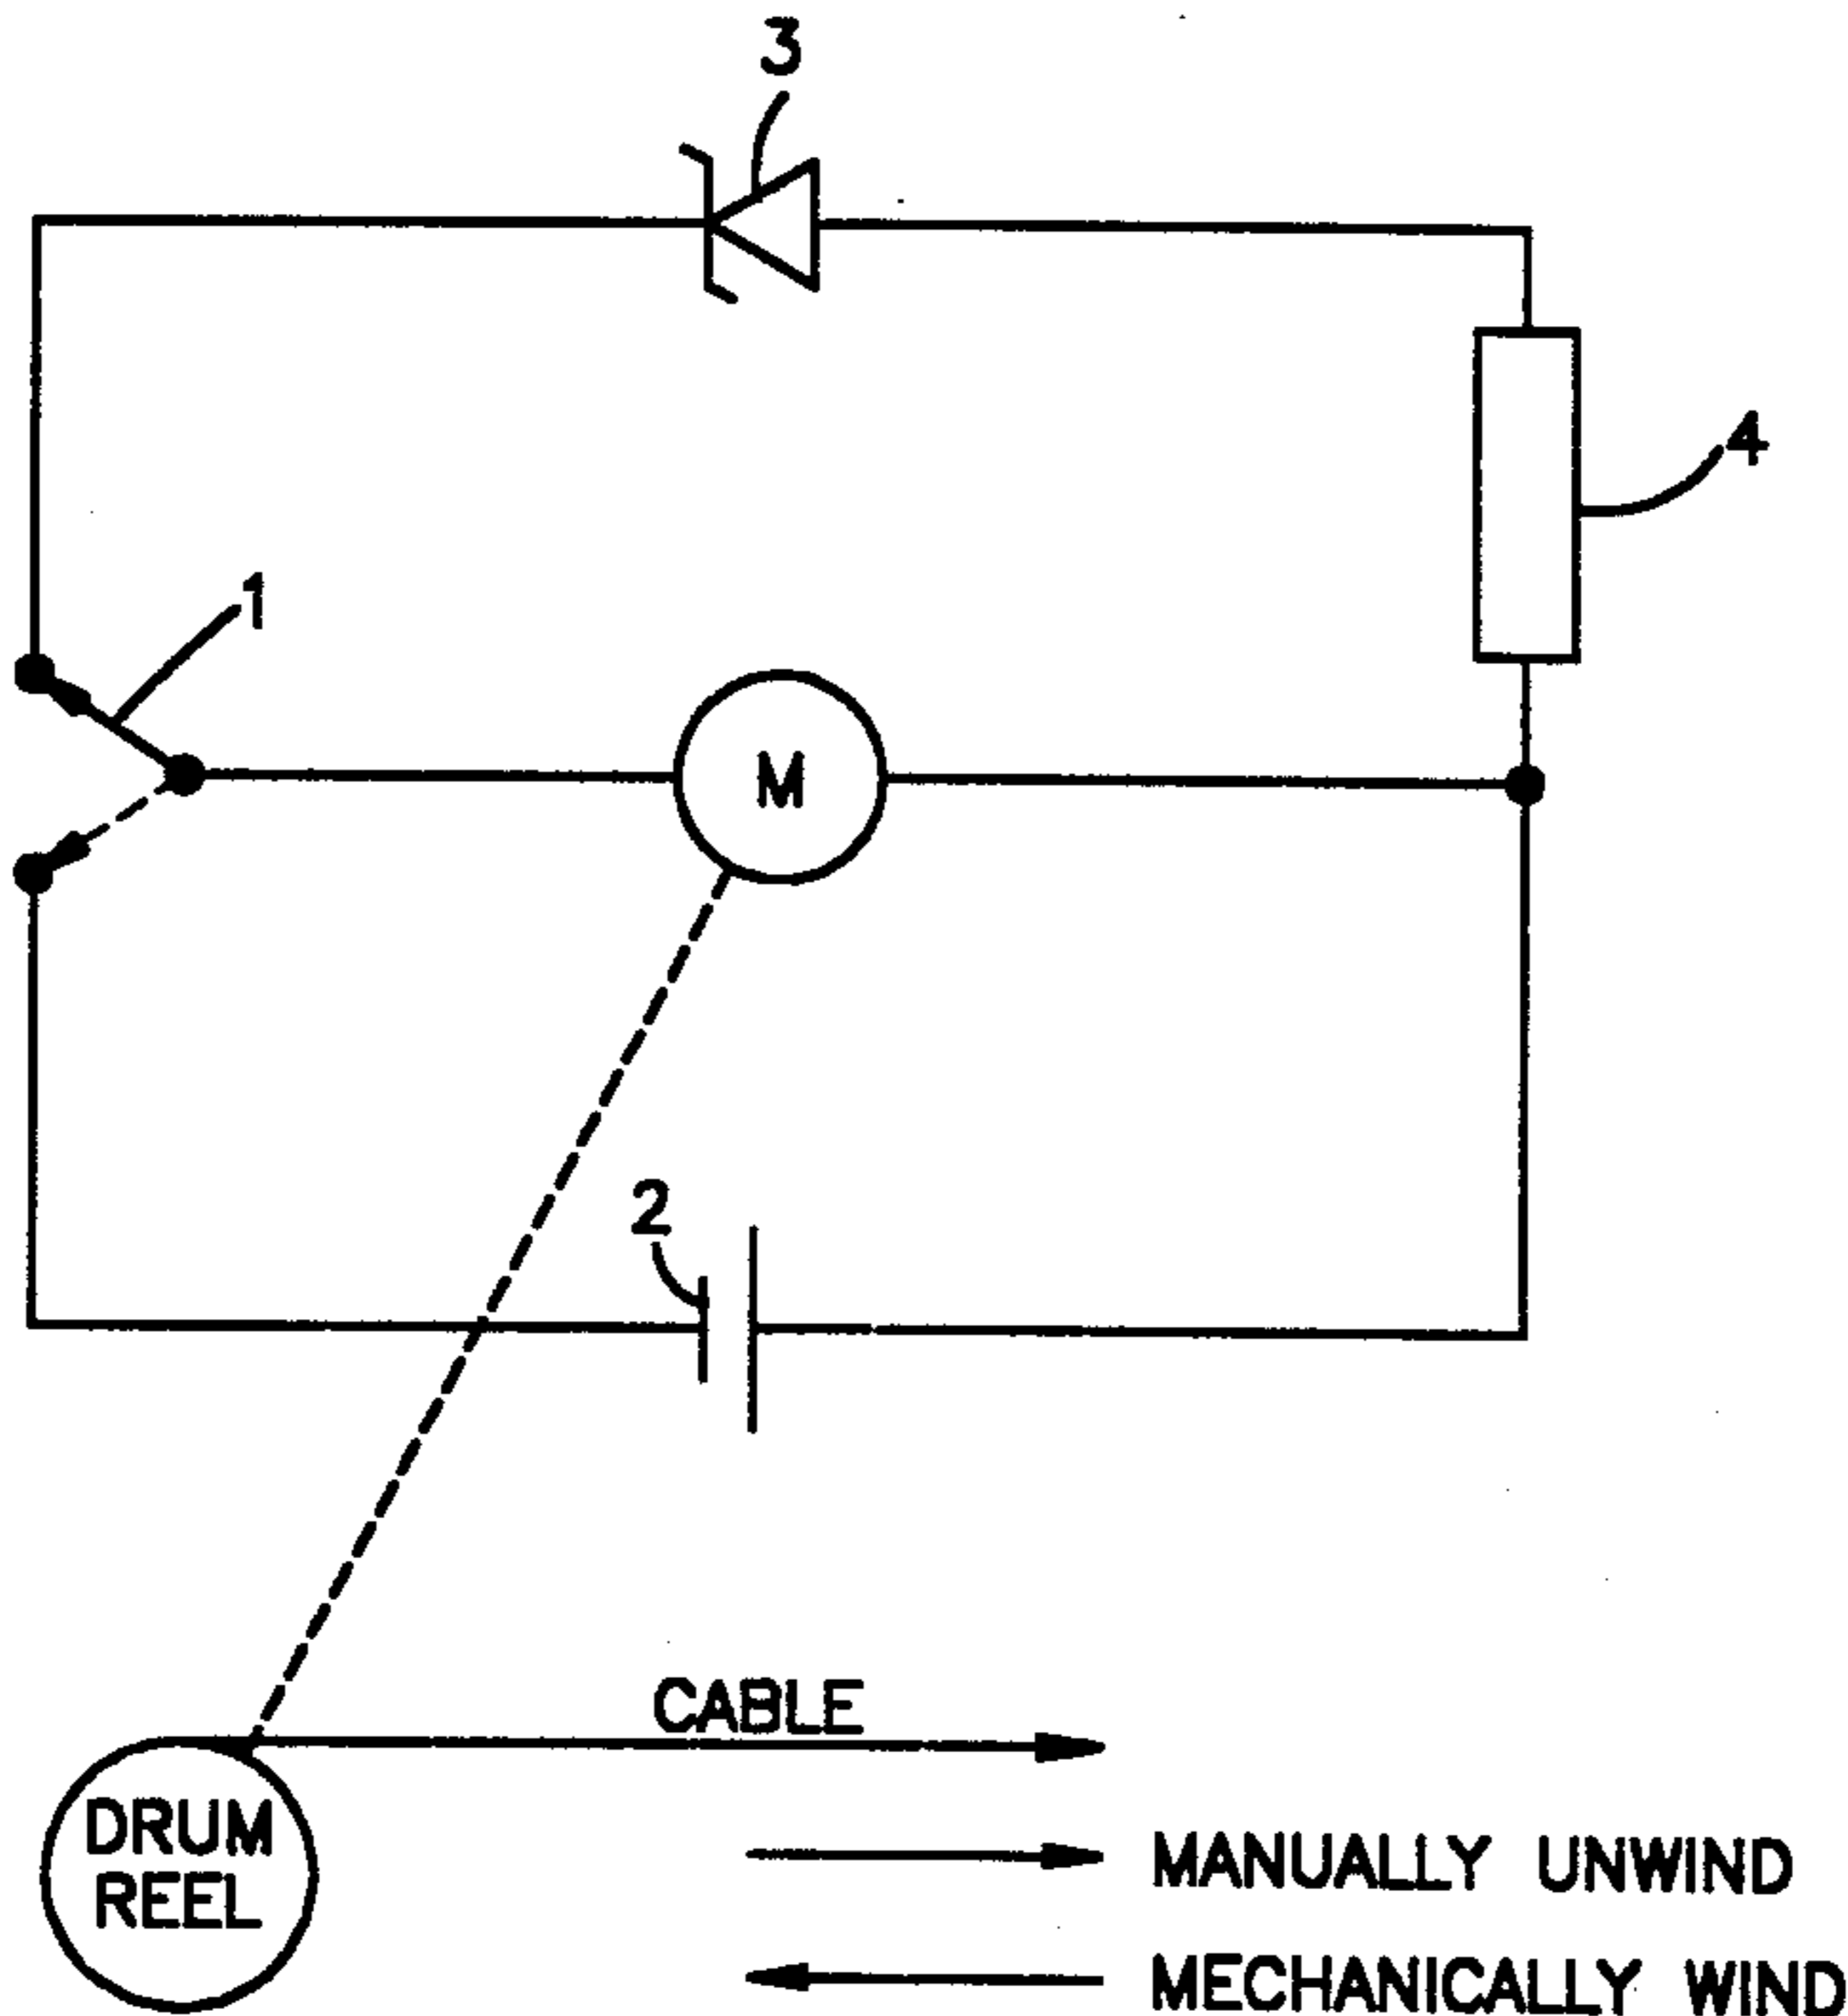 3
4
1
M
2
CABLE
DRUM
REEL
MANUALLY UNWIND
MECHANICALLY WIND